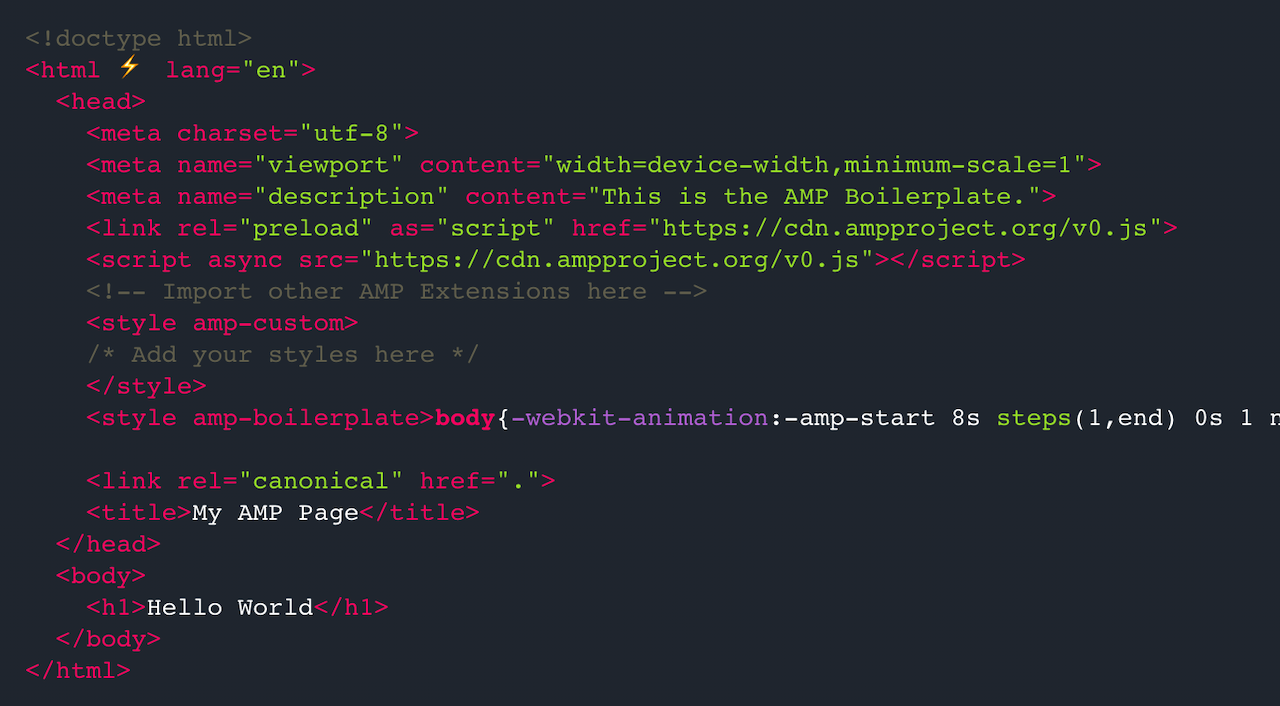 <!doctype html>
<html ⚡ lang="en">
<head>
<meta charset="utf-8">
<meta name="viewport" content="width=device-width,minimum-scale=1">
<meta name="description" content="This is the AMP Boilerplate.">
<link rel="preload" as="script" href="https://cdn.ampproject.org/v0.js">
<script async src="https://cdn.ampproject.org/v0.js"></script>
<!-- Import other AMP Extensions here -->
<style amp-custom>
/* Add your styles here */
</style>
<style amp-boilerplate>body{-webkit-animation:-amp-start 8s steps(1,end) 0s 1
<link rel="canonical" href=".">
<title>My AMP Page</title>
</head>
<body>
<h1>Hello World</h1>
</body>
</html>